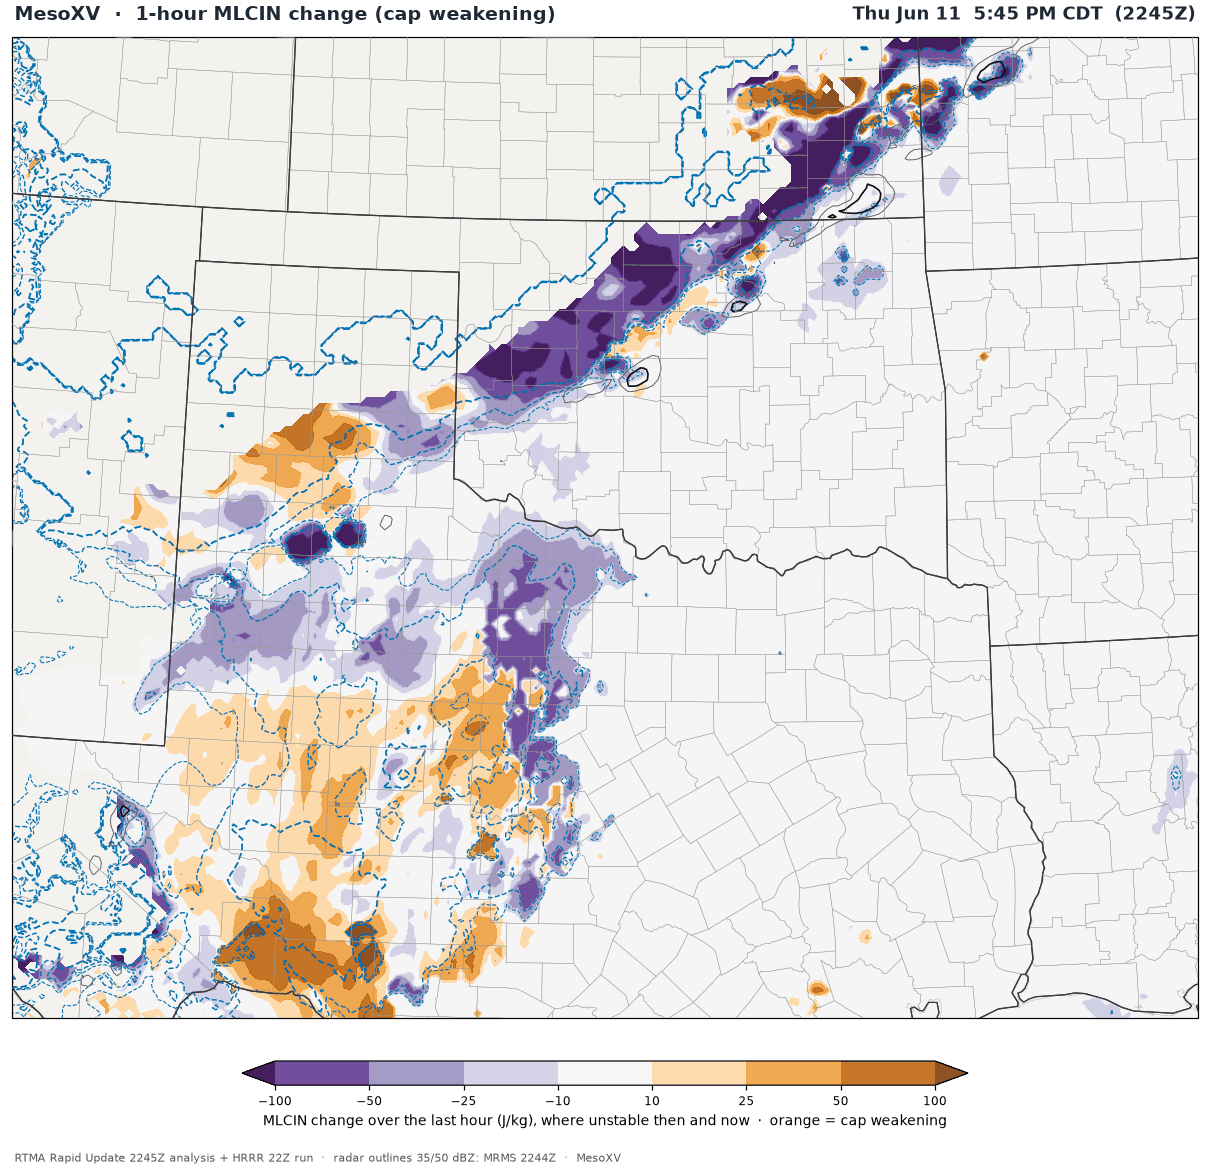 MesoXV · 1-hour MLCIN change (cap weakening)
Thu Jun 11 5:45 PM CDT (2245Z)
−100 −50 −25 −10 10 25 50 100
MLCIN change over the last hour (J/kg), where unstable then and now · orange = cap weakening
RTMA Rapid Update 2245Z analysis + HRRR 22Z run · radar outlines 35/50 dBZ: MRMS 2244Z · MesoXV